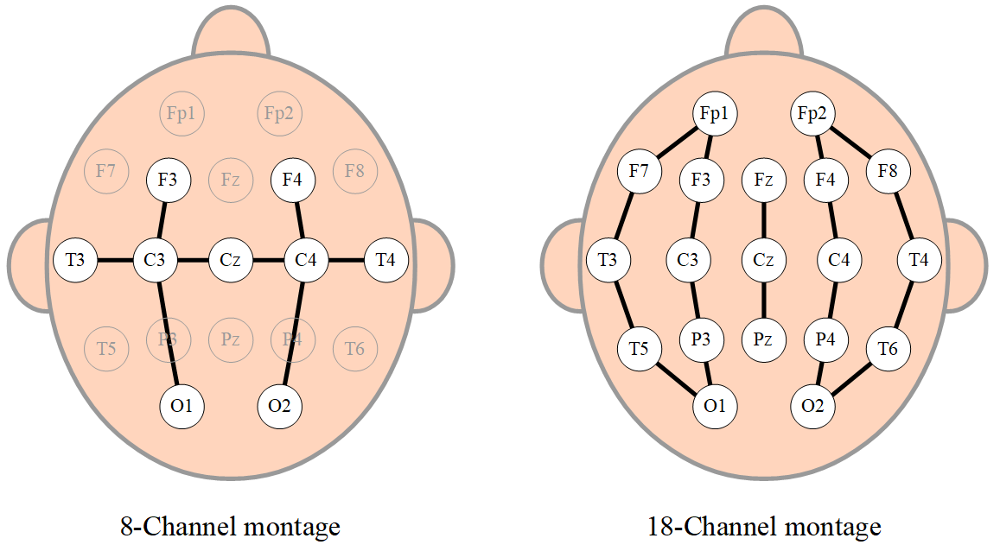 Fp1 Fp2
F7 F3 Fz F4 F8
T3 C3 Cz C4 T4
T5 P3 Pz P4 T6
O1 O2
8-Channel montage
Fp1 Fp2
F7 F3 Fz F4 F8
T3 C3 Cz C4 T4
T5 P3 Pz P4 T6
O1 O2
18-Channel montage